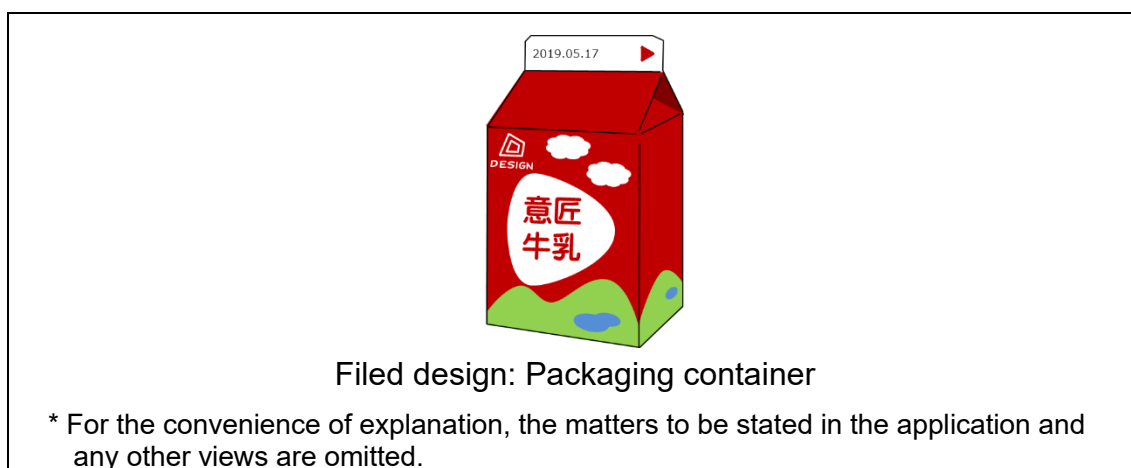 2019.05.17
DESIGN
意匠
牛乳
Filed design: Packaging container
* For the convenience of explanation, the matters to be stated in the application and
any other views are omitted.